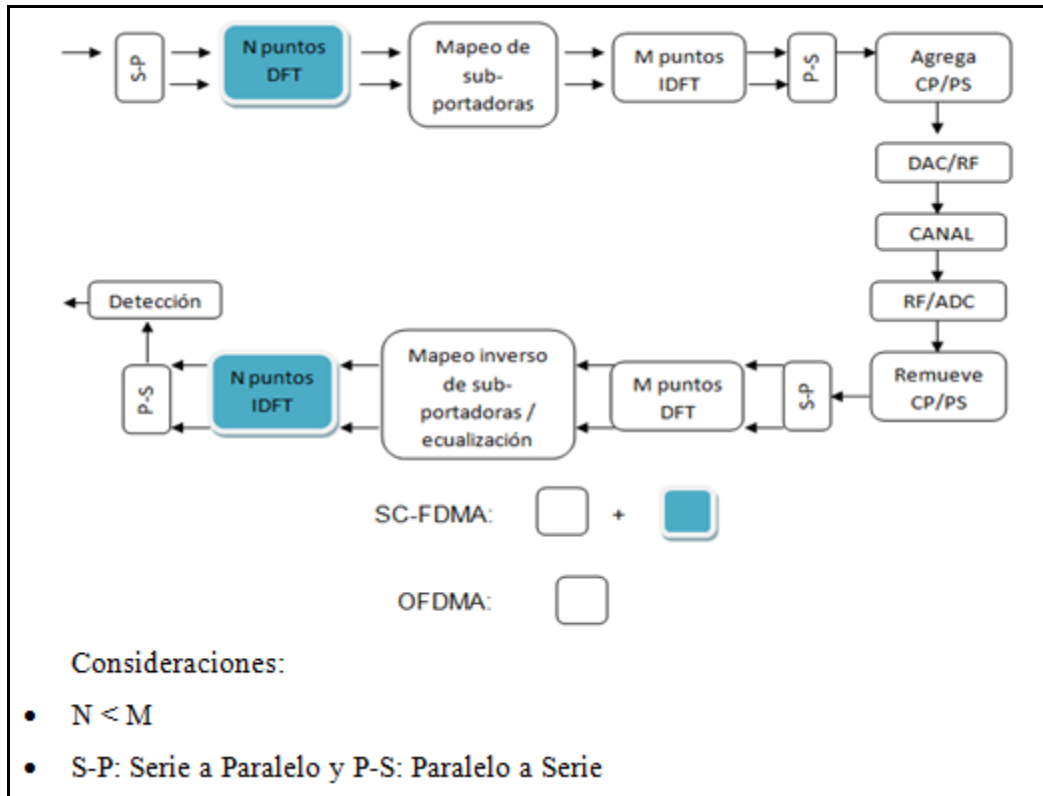 S-P
N puntos
DFT
Mapeo de
sub-
portadoras
M puntos
IDFT
P-S
Agrega
CP/PS
DAC/RF
CANAL
RF/ADC
Remueve
CP/PS
S-P
M puntos
DFT
Mapeo inverso
de sub-
portadoras /
ecualización
N puntos
IDFT
P-S
Detección
SC-FDMA: +
OFDMA:
Consideraciones:
• N < M
• S-P: Serie a Paralelo y P-S: Paralelo a Serie